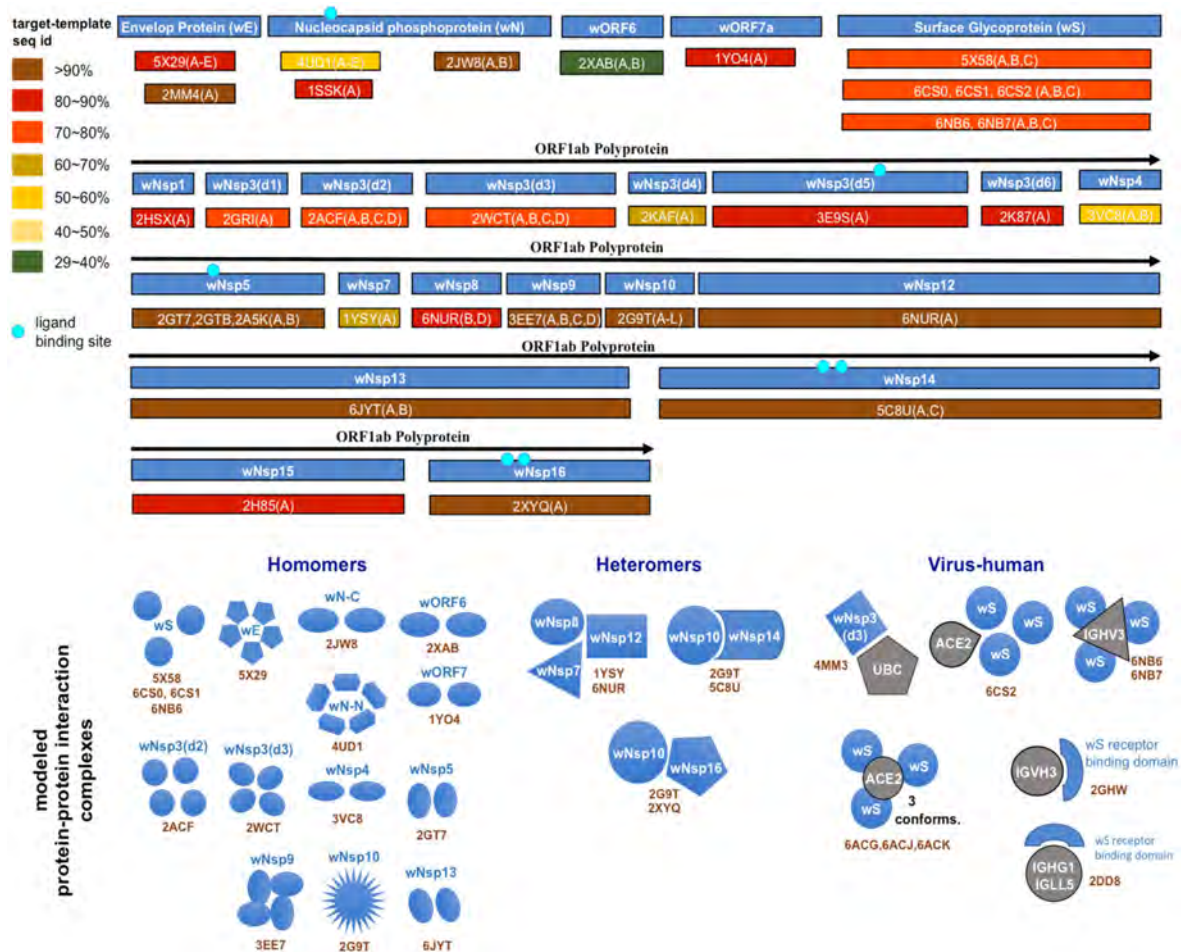 target-template
seq id
>90%
80~90%
70~80%
60~70%
50~60%
40~50%
29~40%
ligand
binding site
Envelop Protein (wE)
Nucleocapsid phosphoprotein (wN)
wORF6
wORF7a
Surface Glycoprotein (wS)
5X29(A-E)
4UD1(A-E)
2JW8(A,B)
2XAB(A,B)
1YO4(A)
5X58(A,B,C)
2MM4(A)
1SSK(A)
6CS0, 6CS1, 6CS2 (A,B,C)
6NB6, 6NB7(A,B,C)
ORF1ab Polyprotein
wNsp1
wNsp3(d1)
wNsp3(d2)
wNsp3(d3)
wNsp3(d4)
wNsp3(d5)
wNsp3(d6)
wNsp4
2HSX(A)
2GRI(A)
2ACF(A,B,C,D)
2WCT(A,B,C,D)
2KAF(A)
3E9S(A)
2K87(A)
3VC8(A,B)
ORF1ab Polyprotein
wNsp5
wNsp7
wNsp8
wNsp9
wNsp10
wNsp12
2GT7,2GTB,2A5K(A,B)
1YSY(A)
6NUR(B,D)
3EE7(A,B,C,D)
2G9T(A-L)
6NUR(A)
ORF1ab Polyprotein
wNsp13
wNsp14
6JYT(A,B)
5C8U(A,C)
ORF1ab Polyprotein
wNsp15
wNsp16
2H85(A)
2XYQ(A)
modeled
protein-protein interaction
complexes
Homomers
wS
5X58
6CS0, 6CS1
6NB6
wE
5X29
wN-C
2JW8
wORF6
2XAB
wN-N
4UD1
wORF7
1YO4
wNsp3(d2)
2ACF
wNsp3(d3)
2WCT
wNsp4
3VC8
wNsp5
2GT7
wNsp9
3EE7
wNsp10
2G9T
wNsp13
6JYT
Heteromers
wNsp8
wNsp12
wNsp7
1YSY
6NUR
wNsp10
wNsp14
2G9T
5C8U
wNsp10
wNsp16
2G9T
2XYQ
Virus-human
wNsp3
(d3)
UBC
4MM3
ACE2
wS
wS
wS
6CS2
wS
wS
IGHV3
wS
6NB6
6NB7
wS
wS
ACE2
wS
3
conforms.
6ACG,6ACJ,6ACK
IGVH3
wS receptor
binding domain
2GHW
wS receptor
binding domain
IGHG1
IGLL5
2DD8